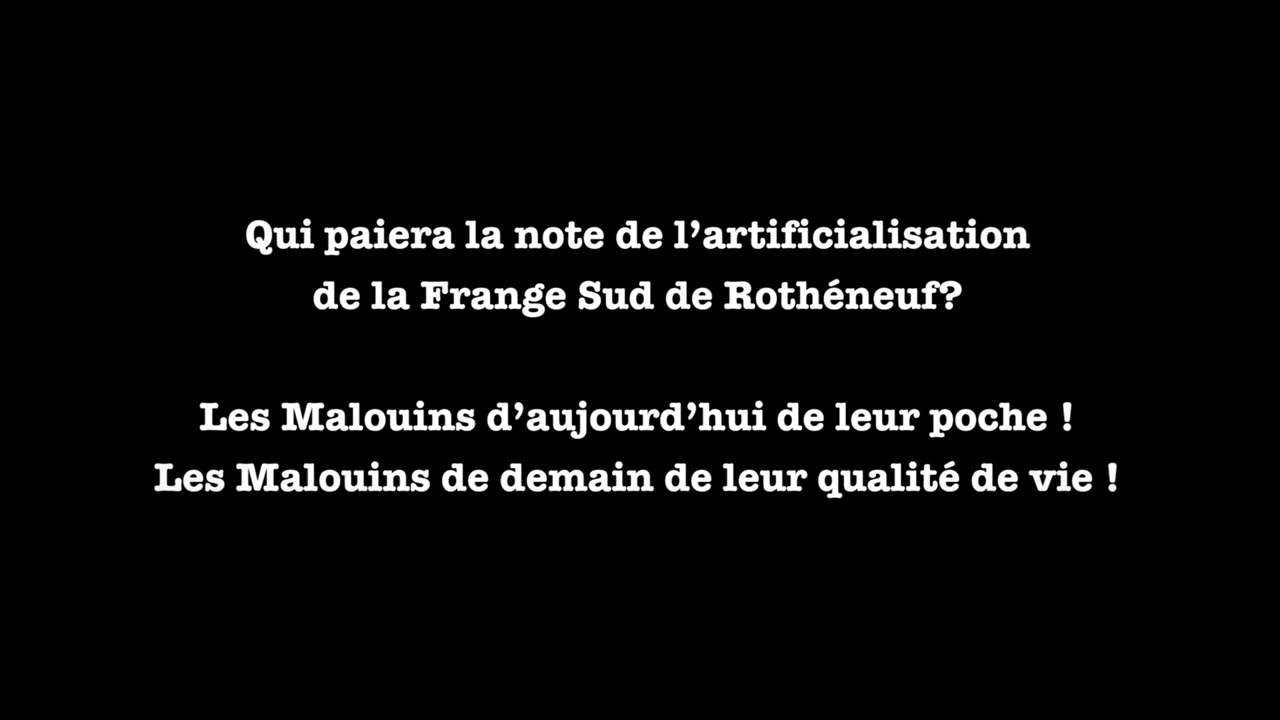 Qui paiera la note de l’artificialisation
de la Frange Sud de Rothéneuf?
Les Malouins d’aujourd’hui de leur poche !
Les Malouins de demain de leur qualité de vie !